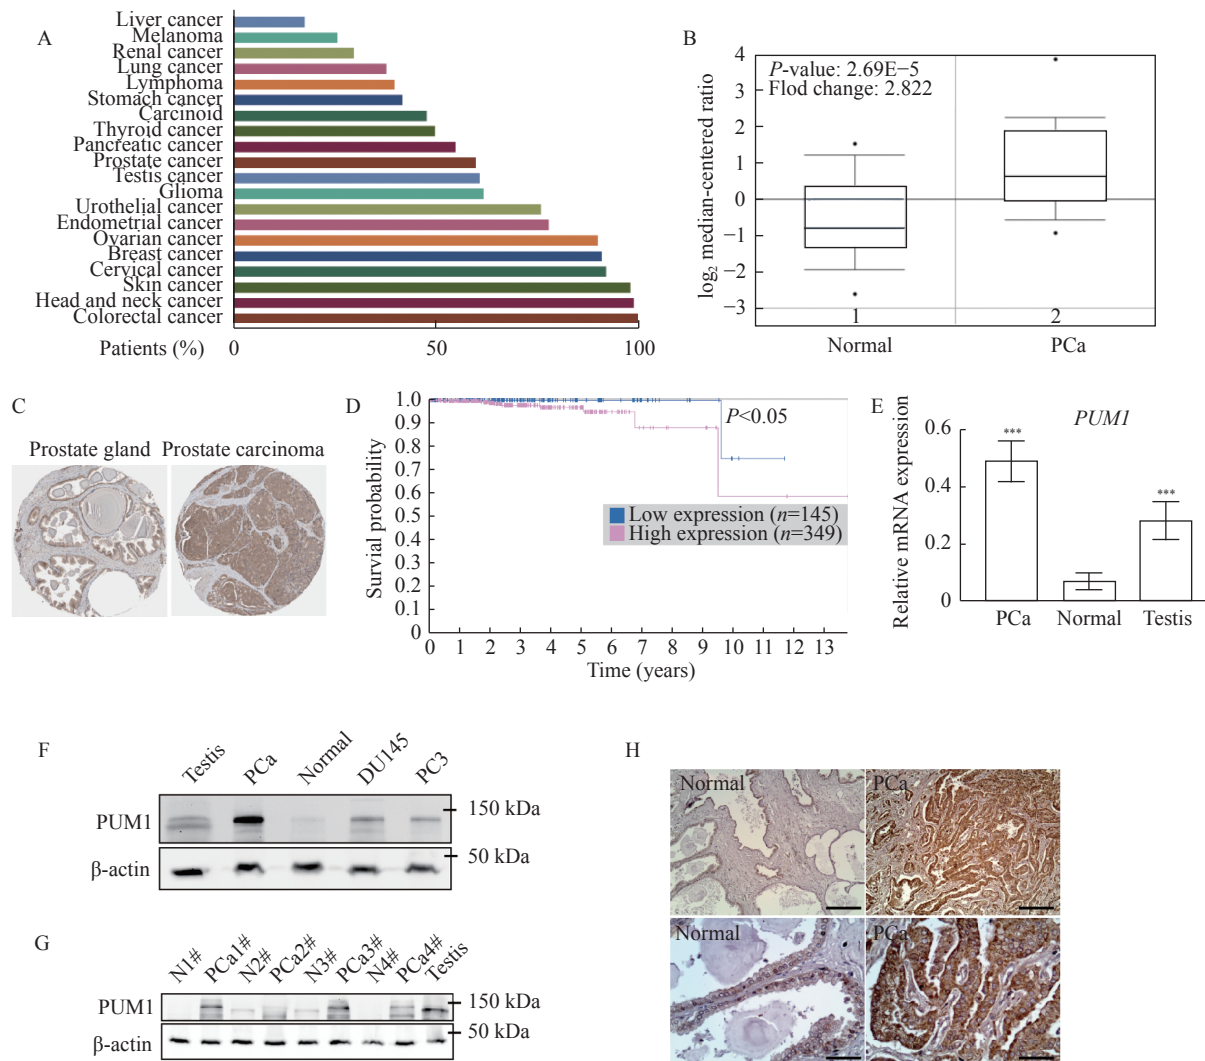 A
Liver cancer
Melanoma
Renal cancer
Lung cancer
Lymphoma
Stomach cancer
Carcinoid
Thyroid cancer
Pancreatic cancer
Prostate cancer
Testis cancer
Glioma
Urothelial cancer
Endometrial cancer
Ovarian cancer
Breast cancer
Cervical cancer
Skin cancer
Head and neck cancer
Colorectal cancer
Patients (%) 0 50 100
B
log₂ median-centered ratio
4
3
2
1
0
−1
−2
−3
P-value: 2.69E−5
Flod change: 2.822
1 2
Normal PCa
C
Prostate gland Prostate carcinoma
D
Survial probability
1.0
0.9
0.8
0.7
0.6
0.5
0.4
0.3
0.2
0.1
0
P<0.05
Low expression (n=145)
High expression (n=349)
0 1 2 3 4 5 6 7 8 9 10 11 12 13
Time (years)
E
PUM1
Relative mRNA expression
0.6
0.4
0.2
0
***
***
PCa Normal Testis
F
Testis PCa Normal DU145 PC3
PUM1 150 kDa
β-actin 50 kDa
G
N1# PCa1# N2# PCa2# N3# PCa3# N4# PCa4# Testis
PUM1 150 kDa
β-actin 50 kDa
H
Normal PCa
Normal PCa